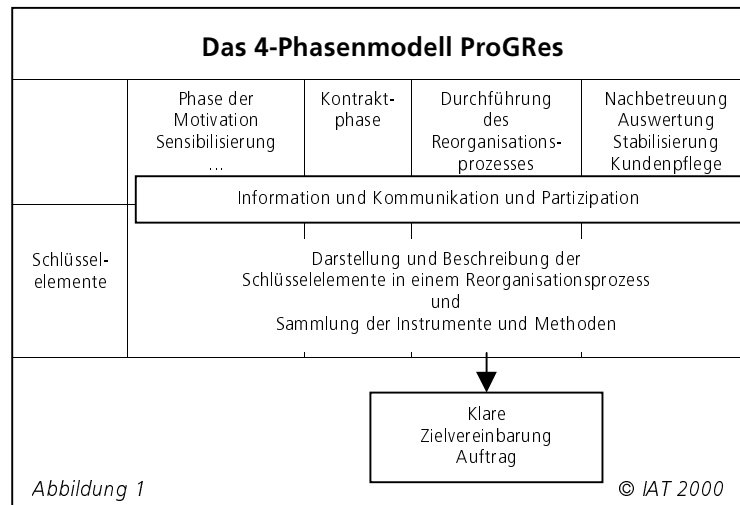 Das 4-Phasenmodell ProGRes
Phase der
Motivation
Sensibilisierung
...
Kontrakt-
phase
Durchführung
des
Reorganisations-
prozesses
Nachbetreuung
Auswertung
Stabilisierung
Kundenpflege
Information und Kommunikation und Partizipation
Schlüssel-
elemente
Darstellung und Beschreibung der
Schlüsselelemente in einem Reorganisationsprozess
und
Sammlung der Instrumente und Methoden
Klare
Zielvereinbarung
Auftrag
Abbildung 1
© IAT 2000